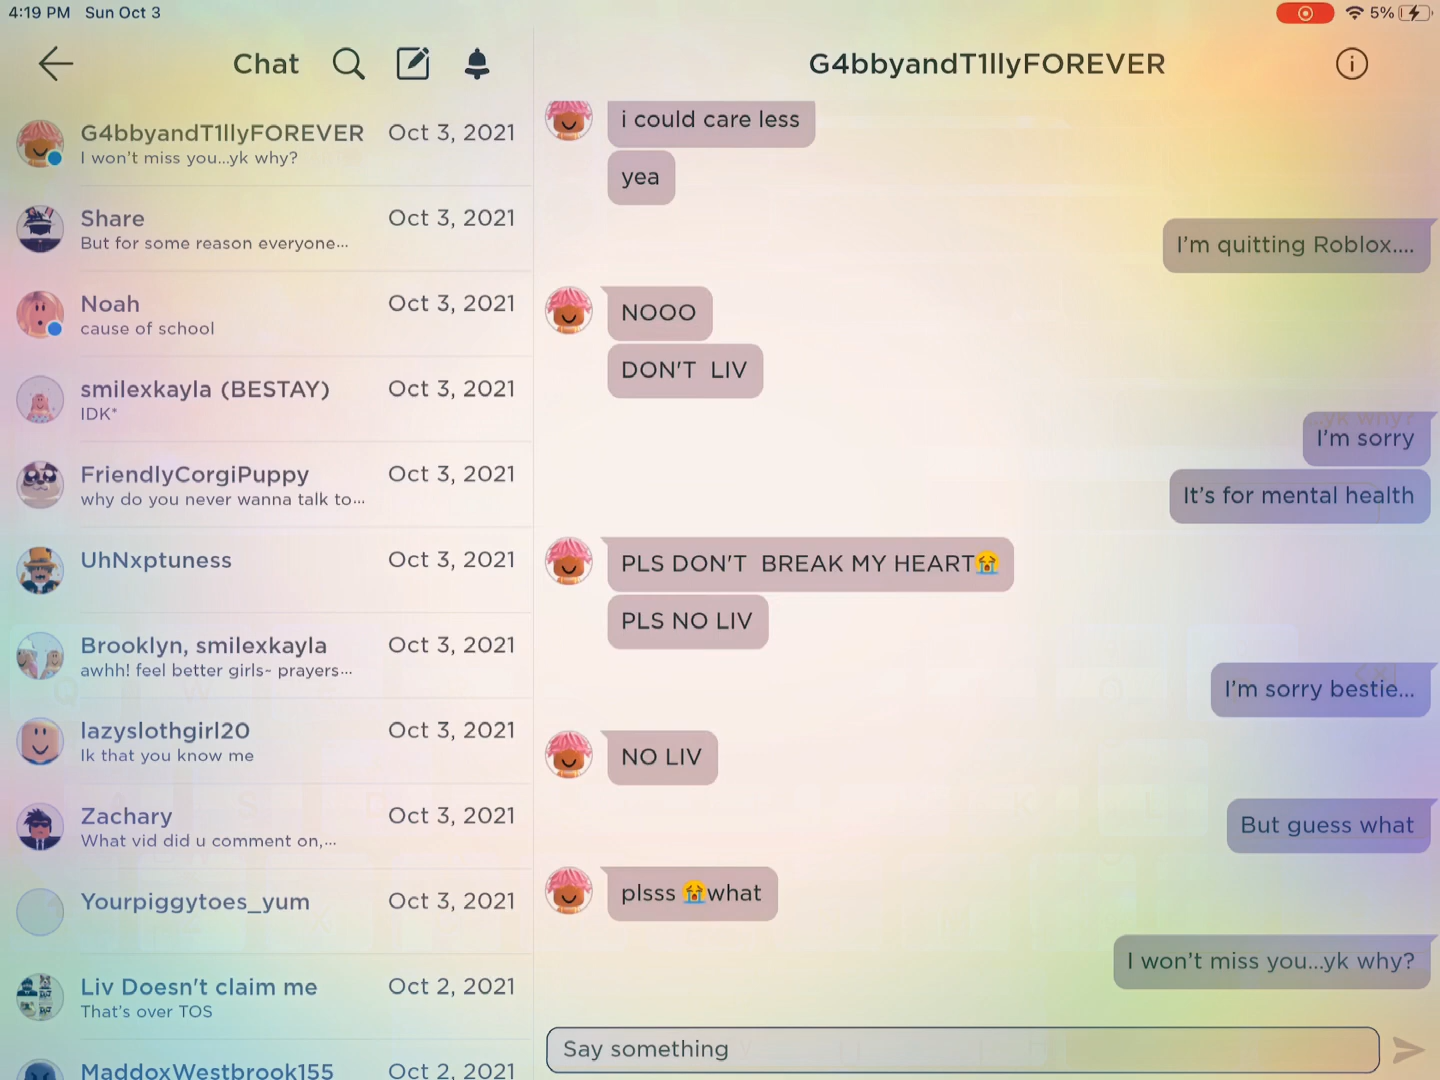 4:19 PM Sun Oct 3
5%
Chat
G4bbyandT1llyFOREVER
G4bbyandT1llyFOREVER Oct 3, 2021
I won't miss you...yk why?
Share Oct 3, 2021
But for some reason everyone...
Noah Oct 3, 2021
cause of school
smilexkayla (BESTAY) Oct 3, 2021
IDK*
FriendlyCorgiPuppy Oct 3, 2021
why do you never wanna talk to...
UhNxptuness Oct 3, 2021
Brooklyn, smilexkayla Oct 3, 2021
awhh! feel better girls- prayers...
lazyslothgirl20 Oct 3, 2021
Ik that you know me
Zachary Oct 3, 2021
What vid did u comment on,...
Yourpiggytoes_yum Oct 3, 2021
Liv Doesn't claim me Oct 2, 2021
That's over TOS
MaddoxWestbrook155 Oct 2, 2021
i could care less
yea
I'm quitting Roblox....
NOOO
DON'T LIV
yk why?
I'm sorry
It's for mental health
PLS DON'T BREAK MY HEART😭
PLS NO LIV
I'm sorry bestie...
NO LIV
But guess what
plsss 😭what
I won't miss you...yk why?
Say something